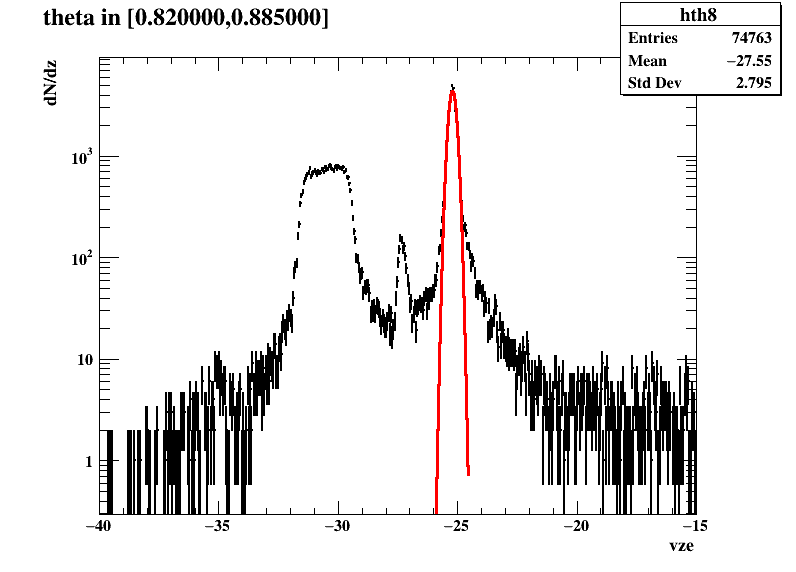 theta in [0.820000,0.885000]
hth8
Entries 74763
Mean −27.55
Std Dev 2.795
dN/dz
10³
10²
10
1
−40 −35 −30 −25 −20 −15
vze